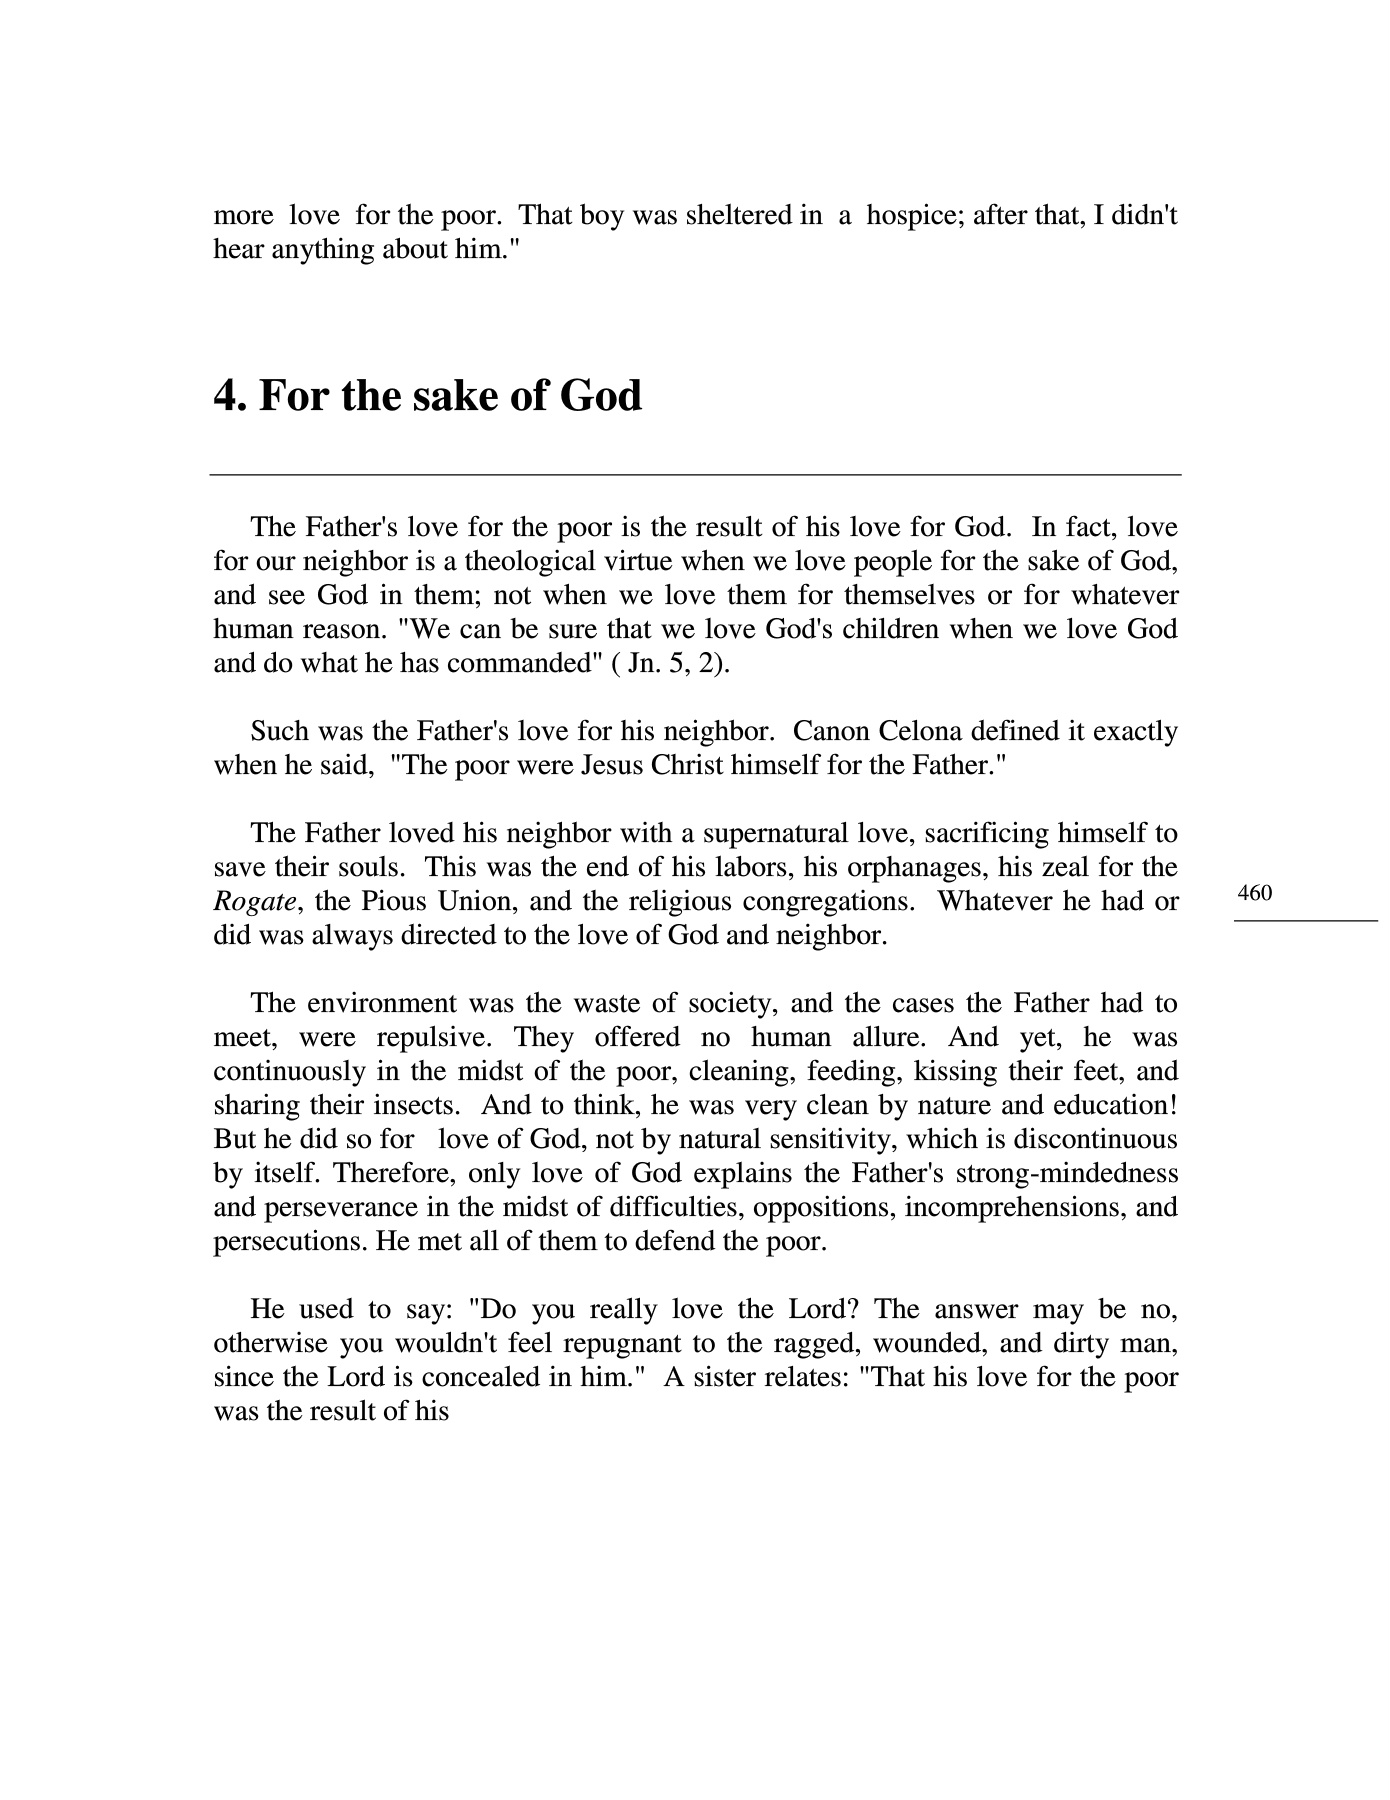 more love for the poor. That boy was sheltered in a hospice; after that, I didn't
hear anything about him."
4. For the sake of God
The Father's love for the poor is the result of his love for God. In fact, love
for our neighbor is a theological virtue when we love people for the sake of God,
and see God in them; not when we love them for themselves or for whatever
human reason. "We can be sure that we love God's children when we love God
and do what he has commanded" ( Jn. 5, 2).
Such was the Father's love for his neighbor. Canon Celona defined it exactly
when he said, "The poor were Jesus Christ himself for the Father."
The Father loved his neighbor with a supernatural love, sacrificing himself to
save their souls. This was the end of his labors, his orphanages, his zeal for the
Rogate, the Pious Union, and the religious congregations. Whatever he had or
did was always directed to the love of God and neighbor.
460
The environment was the waste of society, and the cases the Father had to
meet, were repulsive. They offered no human allure. And yet, he was
continuously in the midst of the poor, cleaning, feeding, kissing their feet, and
sharing their insects. And to think, he was very clean by nature and education!
But he did so for love of God, not by natural sensitivity, which is discontinuous
by itself. Therefore, only love of God explains the Father's strong-mindedness
and perseverance in the midst of difficulties, oppositions, incomprehensions, and
persecutions. He met all of them to defend the poor.
He used to say: "Do you really love the Lord? The answer may be no,
otherwise you wouldn't feel repugnant to the ragged, wounded, and dirty man,
since the Lord is concealed in him." A sister relates: "That his love for the poor
was the result of his